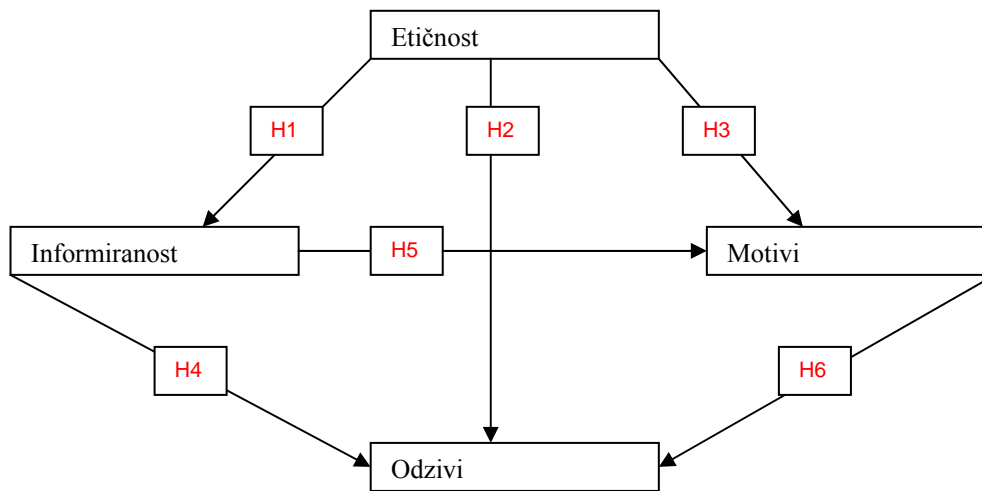 Etičnost
H1
H2
H3
Informiranost
H5
Motivi
H4
H6
Odzivi